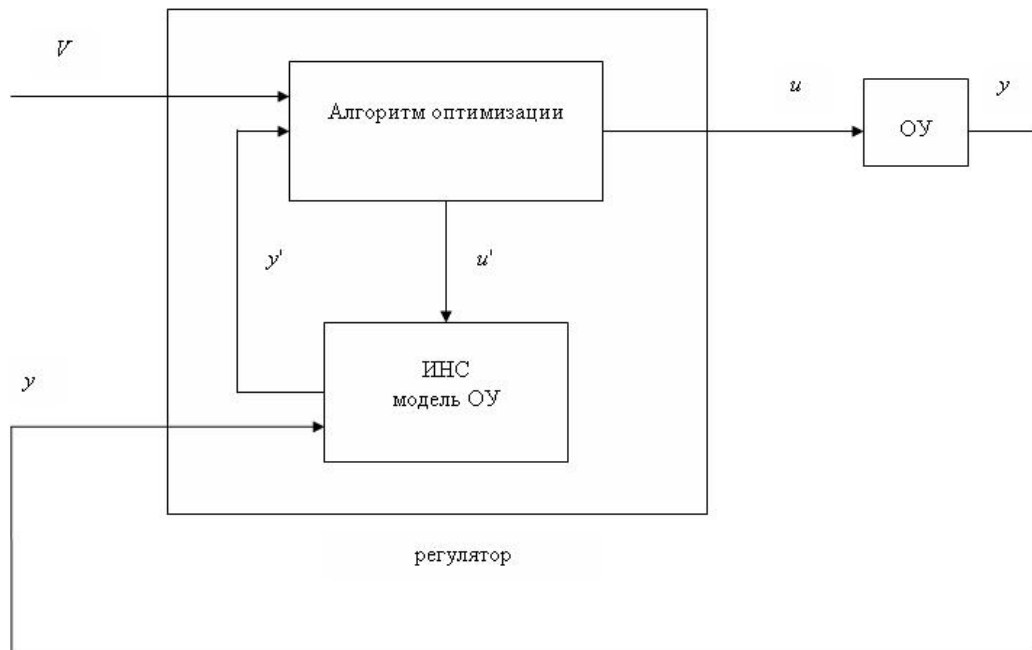 V
Алгоритм оптимизации
u
ОУ
y
y'
u'
ИНС
модель ОУ
y
регулятор